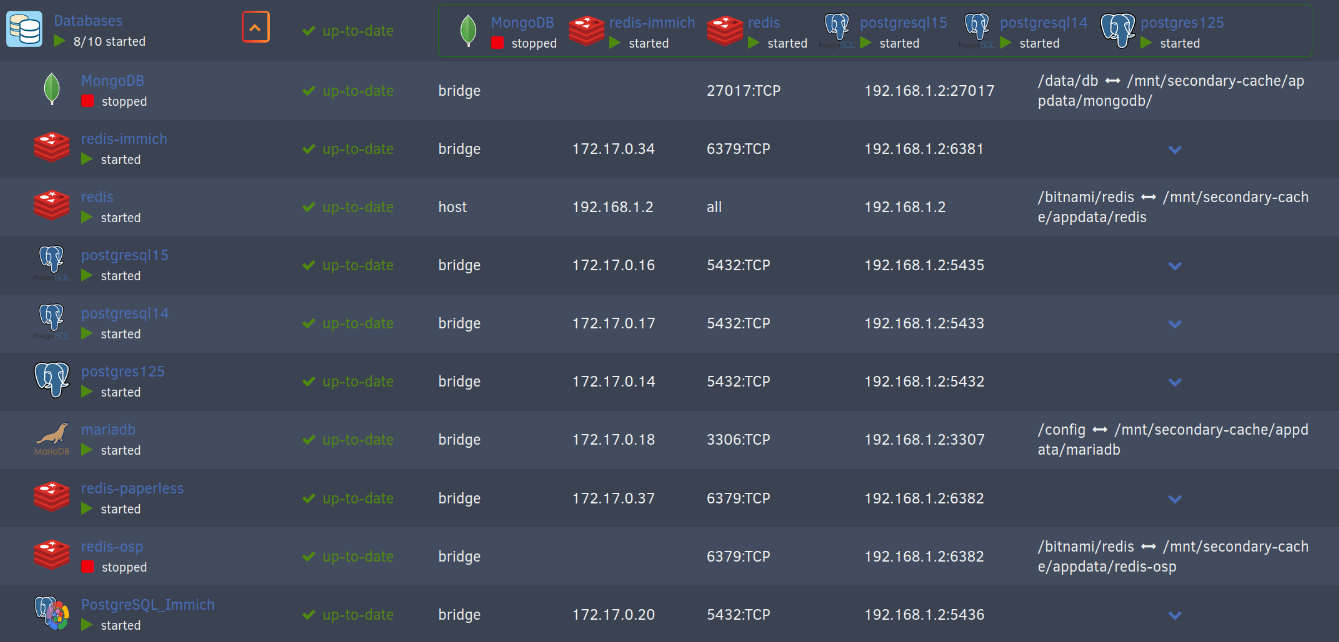 Databases
8/10 started
up-to-date
MongoDB
stopped
redis-immich
started
redis
started
postgresql15
started
postgresql14
started
postgres125
started
MongoDB
stopped
up-to-date
bridge
27017:TCP
192.168.1.2:27017
/data/db ↔ /mnt/secondary-cache/ap
pdata/mongodb/
redis-immich
started
up-to-date
bridge
172.17.0.34
6379:TCP
192.168.1.2:6381
redis
started
up-to-date
host
192.168.1.2
all
192.168.1.2
/bitnami/redis ↔ /mnt/secondary-cach
e/appdata/redis
postgresql15
started
up-to-date
bridge
172.17.0.16
5432:TCP
192.168.1.2:5435
postgresql14
started
up-to-date
bridge
172.17.0.17
5432:TCP
192.168.1.2:5433
postgres125
started
up-to-date
bridge
172.17.0.14
5432:TCP
192.168.1.2:5432
MariaDB
mariadb
started
up-to-date
bridge
172.17.0.18
3306:TCP
192.168.1.2:3307
/config ↔ /mnt/secondary-cache/appd
ata/mariadb
redis-paperless
started
up-to-date
bridge
172.17.0.37
6379:TCP
192.168.1.2:6382
redis-osp
stopped
up-to-date
bridge
6379:TCP
192.168.1.2:6382
/bitnami/redis ↔ /mnt/secondary-cach
e/appdata/redis-osp
PostgreSQL_Immich
started
up-to-date
bridge
172.17.0.20
5432:TCP
192.168.1.2:5436